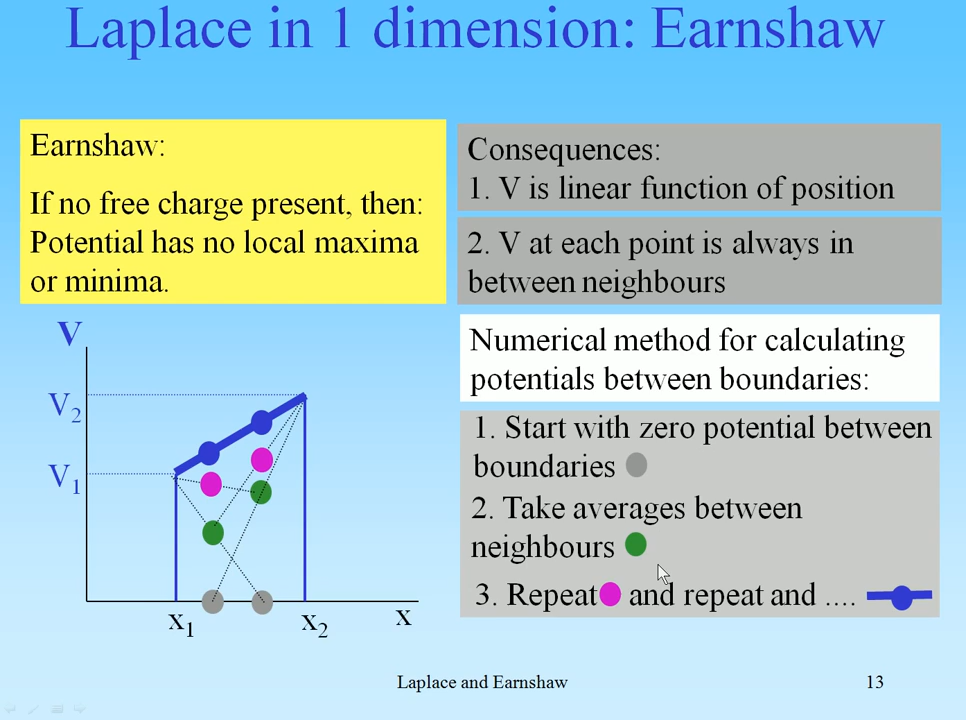 Laplace in 1 dimension: Earnshaw
Earnshaw:
If no free charge present, then:
Potential has no local maxima
or minima.
Consequences:
1. V is linear function of position
2. V at each point is always in
between neighbours
Numerical method for calculating
potentials between boundaries:
1. Start with zero potential between
boundaries
2. Take averages between
neighbours
3. Repeat and repeat and ....
V
V2
V1
x1
x2
x
Laplace and Earnshaw
13